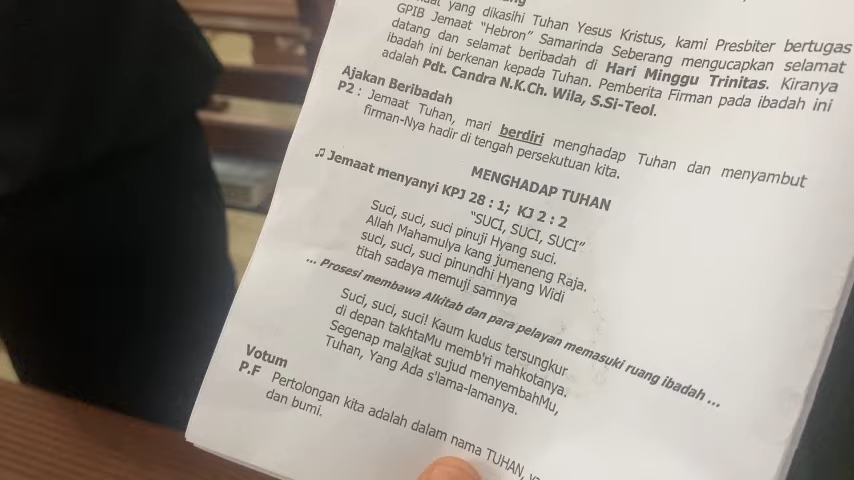 yang dikasihi Tuhan Yesus Kristus, kami Presbiter bertugas
GPIB Jemaat "Hebron" Samarinda Seberang mengucapkan selamat
datang dan selamat beribadah di Hari Minggu Trinitas. Kiranya
ibadah ini berkenan kepada Tuhan. Pemberita Firman pada ibadah ini
adalah Pdt. Candra N.K.Ch. Wila, S.Si-Teol.
Ajakan Beribadah
P2 : Jemaat Tuhan, mari berdiri menghadap Tuhan dan menyambut
firman-Nya hadir di tengah persekutuan kita.
MENGHADAP TUHAN
♫ Jemaat menyanyi KPJ 28 : 1; KJ 2 : 2
"SUCI, SUCI, SUCI"
Suci, suci, suci pinuji Hyang suci.
Allah Mahamulya kang jumeneng Raja.
suci, suci, suci pinundhi Hyang Widi
titah sadaya memuji samnya
... Prosesi membawa Alkitab dan para pelayan memasuki ruang ibadah ...
Suci, suci, suci! Kaum kudus tersungkur
di depan takhtaMu memb'ri mahkotanya.
Segenap malaikat sujud menyembahMu,
Tuhan, Yang Ada s'lama-lamanya.
Votum
P.F Pertolongan kita adalah dalam nama TUHAN,
dan bumi.